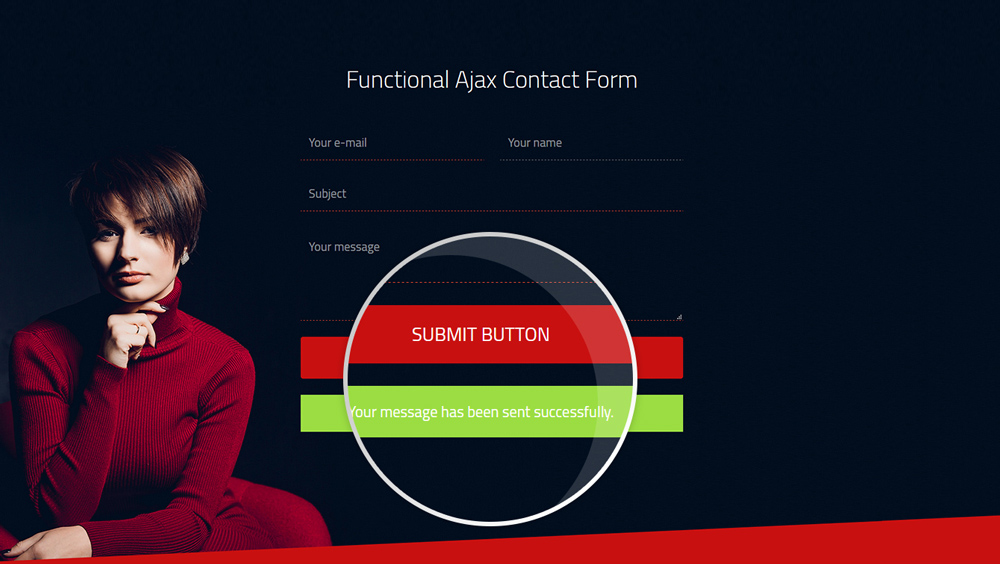 Functional Ajax Contact Form
Your e-mail
Your name
Subject
Your message
SUBMIT BUTTON
Your message has been sent successfully.